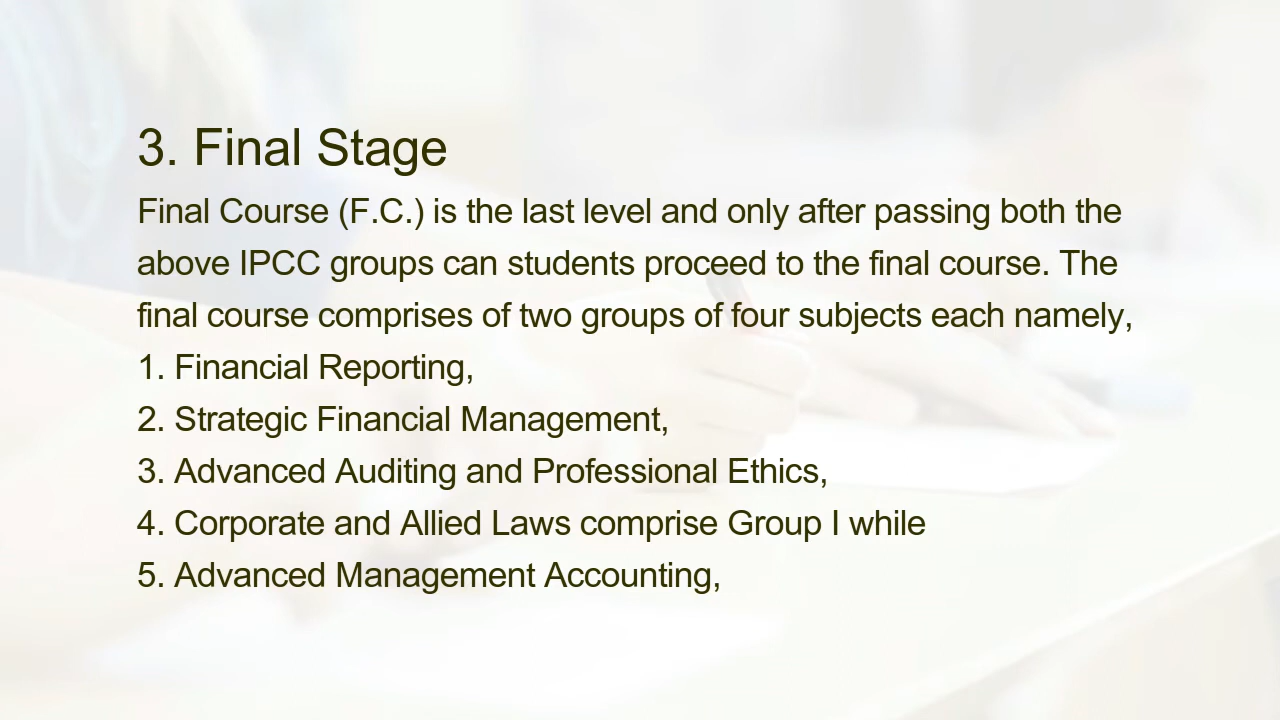 3. Final Stage
Final Course (F.C.) is the last level and only after passing both the
above IPCC groups can students proceed to the final course. The
final course comprises of two groups of four subjects each namely,
1. Financial Reporting,
2. Strategic Financial Management,
3. Advanced Auditing and Professional Ethics,
4. Corporate and Allied Laws comprise Group I while
5. Advanced Management Accounting,